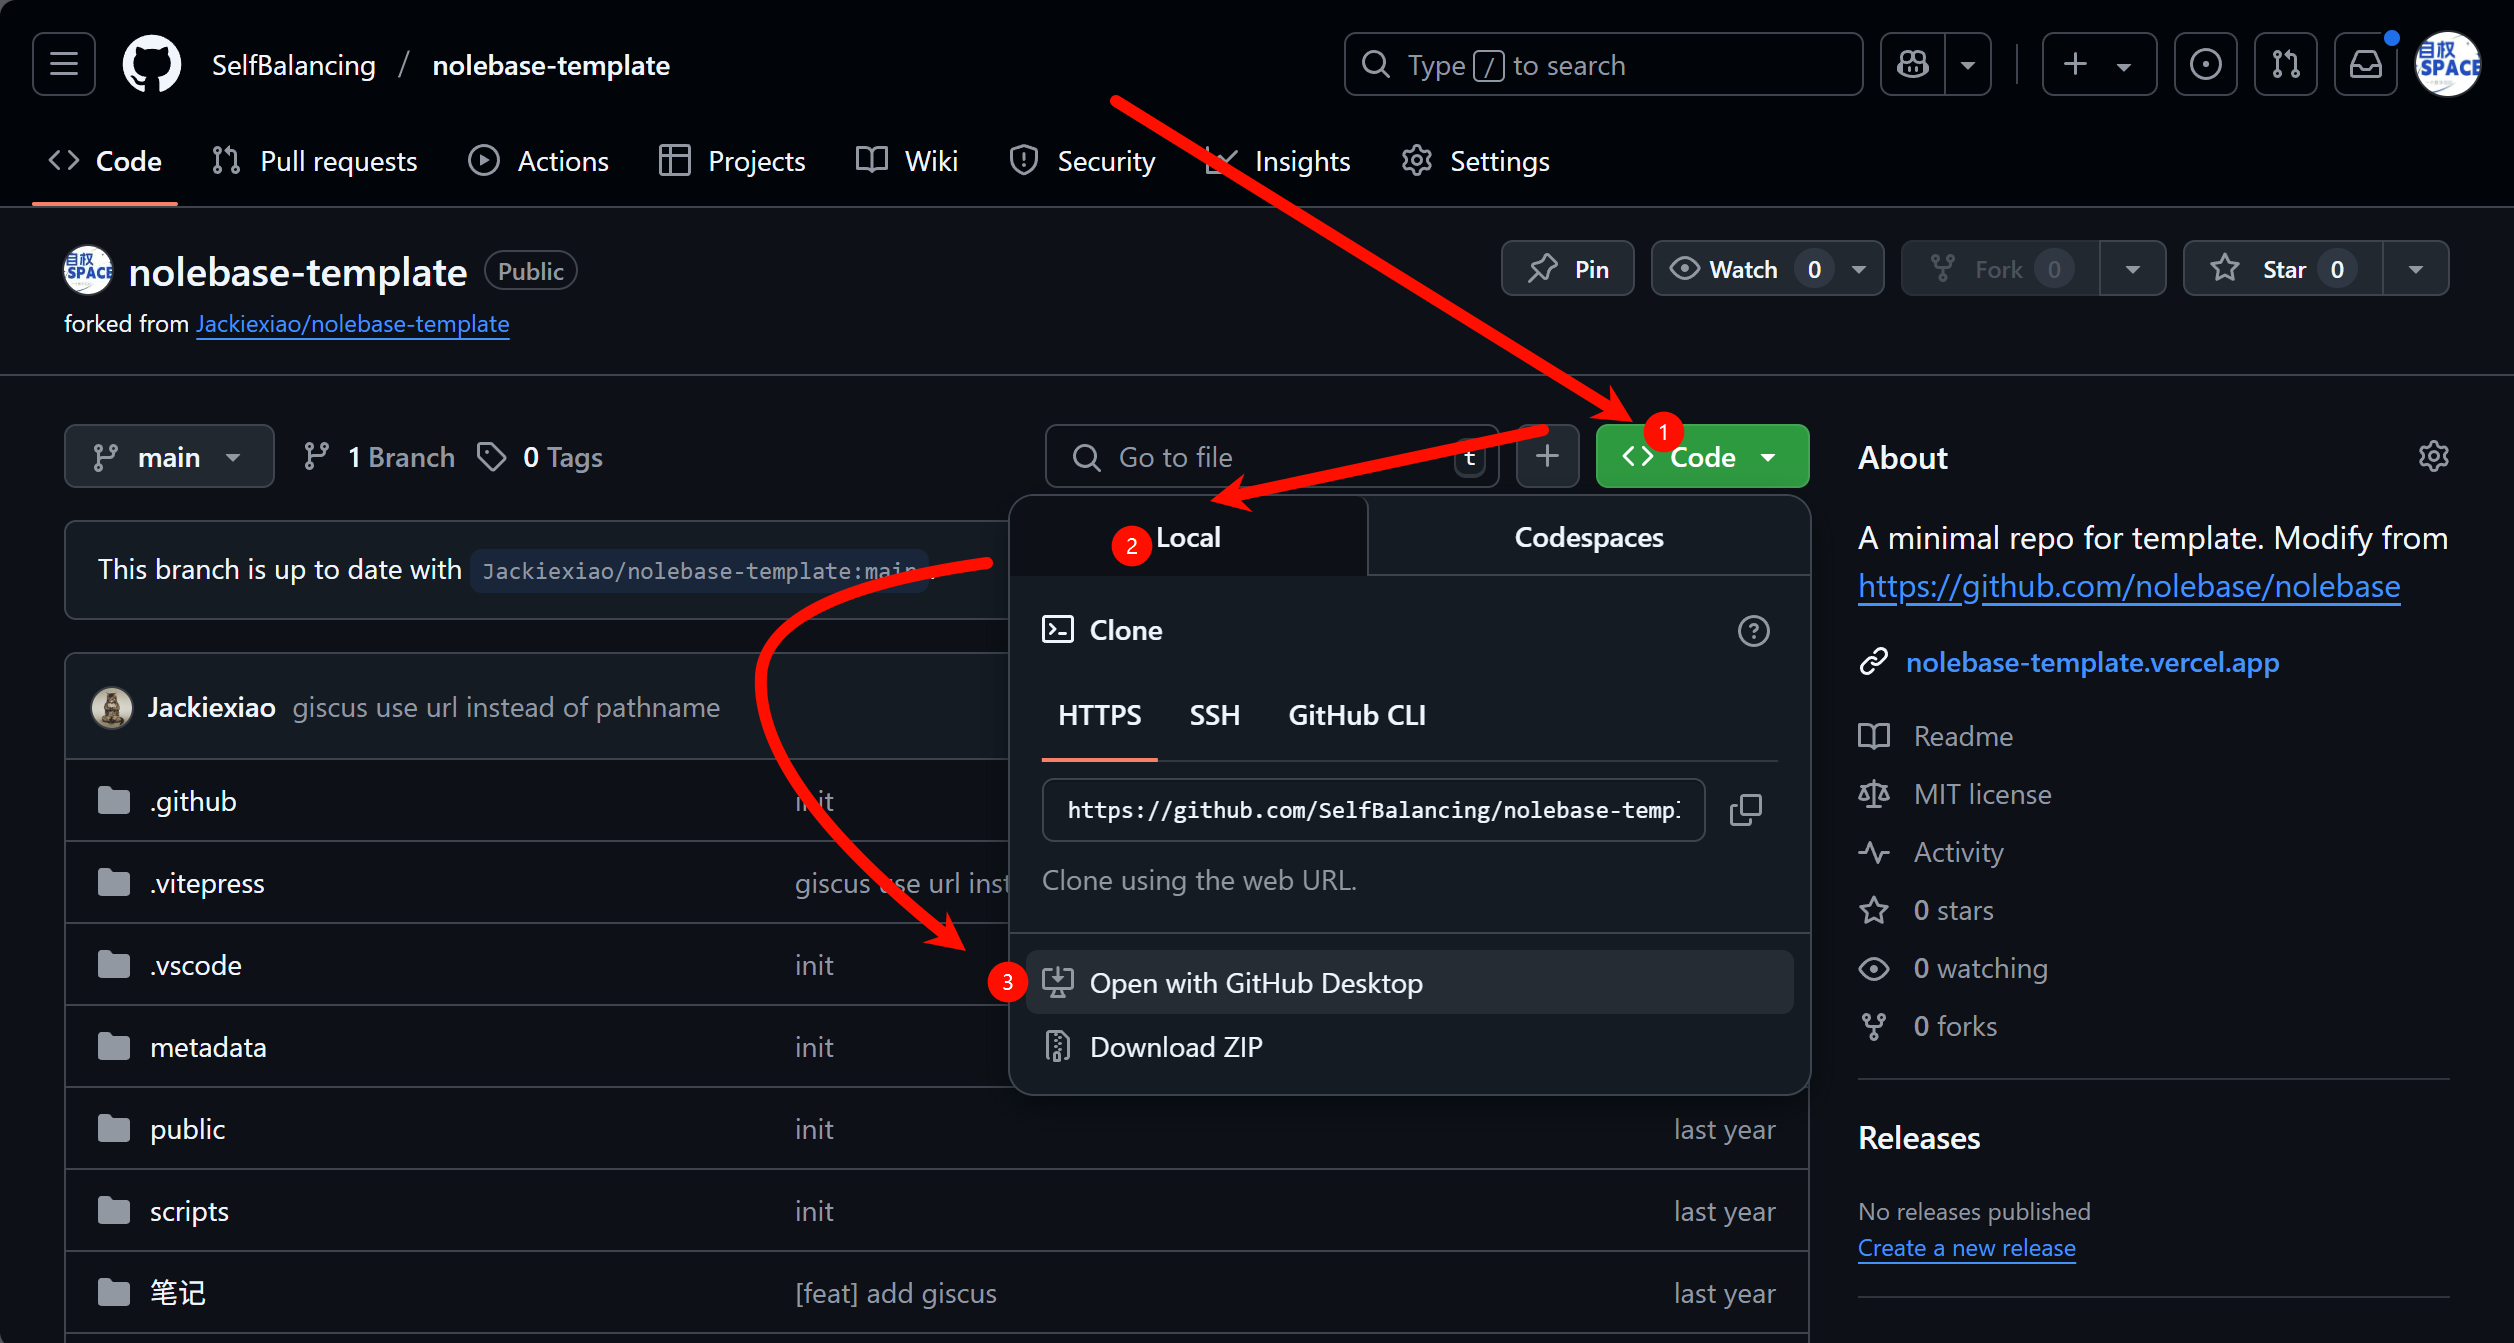 SelfBalancing / nolebase-template
Type / to search
自权
SPACE
Code
Pull requests
Actions
Projects
Wiki
Security
Insights
Settings
自权
SPACE
nolebase-template
Public
Pin
Watch 0
Fork 0
Star 0
forked from Jackiexiao/nolebase-template
main
1 Branch
0 Tags
Go to file
t
1
Code
About
This branch is up to date with Jackiexiao/nolebase-template:main .
2
Local
Codespaces
A minimal repo for template. Modify from
https://github.com/nolebase/nolebase
Clone
nolebase-template.vercel.app
Jackiexiao giscus use url instead of pathname
HTTPS
SSH
GitHub CLI
Readme
.github
init
https://github.com/SelfBalancing/nolebase-templ
MIT license
Activity
.vitepress
giscus use url inst
Clone using the web URL.
0 stars
.vscode
init
3
Open with GitHub Desktop
0 watching
metadata
init
Download ZIP
0 forks
public
init
last year
Releases
scripts
init
last year
No releases published
Create a new release
笔记
[feat] add giscus
last year